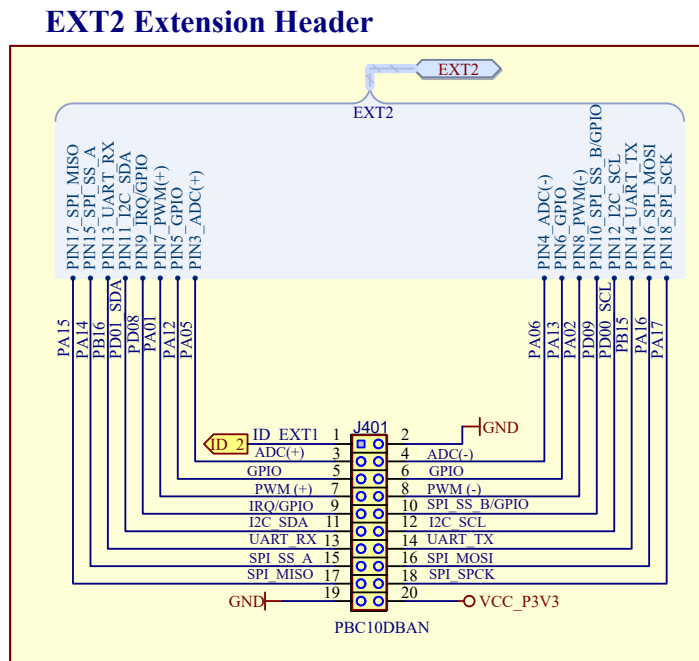 EXT2 Extension Header
EXT2
EXT2
PIN17_SPI_MISO
PIN15_SPI_SS_A
PIN13_UART_RX
PIN11_I2C_SDA
PIN9_IRQ/GPIO
PIN7_PWM(+)
PIN5_GPIO
PIN3_ADC(+)
PIN4_ADC(-)
PIN6_GPIO
PIN8_PWM(-)
PIN10_SPI_SS_B/GPIO
PIN12_I2C_SCL
PIN14_UART_TX
PIN16_SPI_MOSI
PIN18_SPI_SCK
PA15
PA14
PB16
PD01_SDA
PD08
PA01
PA12
PA05
PA06
PA13
PA02
PD09
PD00_SCL
PB15
PA16
PA17
J401
ID_2 ID_EXT1 1 2 GND
ADC(+) 3 4 ADC(-)
GPIO 5 6 GPIO
PWM (+) 7 8 PWM (-)
IRQ/GPIO 9 10 SPI_SS_B/GPIO
I2C_SDA 11 12 I2C_SCL
UART_RX 13 14 UART_TX
SPI_SS_A 15 16 SPI_MOSI
SPI_MISO 17 18 SPI_SPCK
GND 19 20 VCC_P3V3
PBC10DBAN